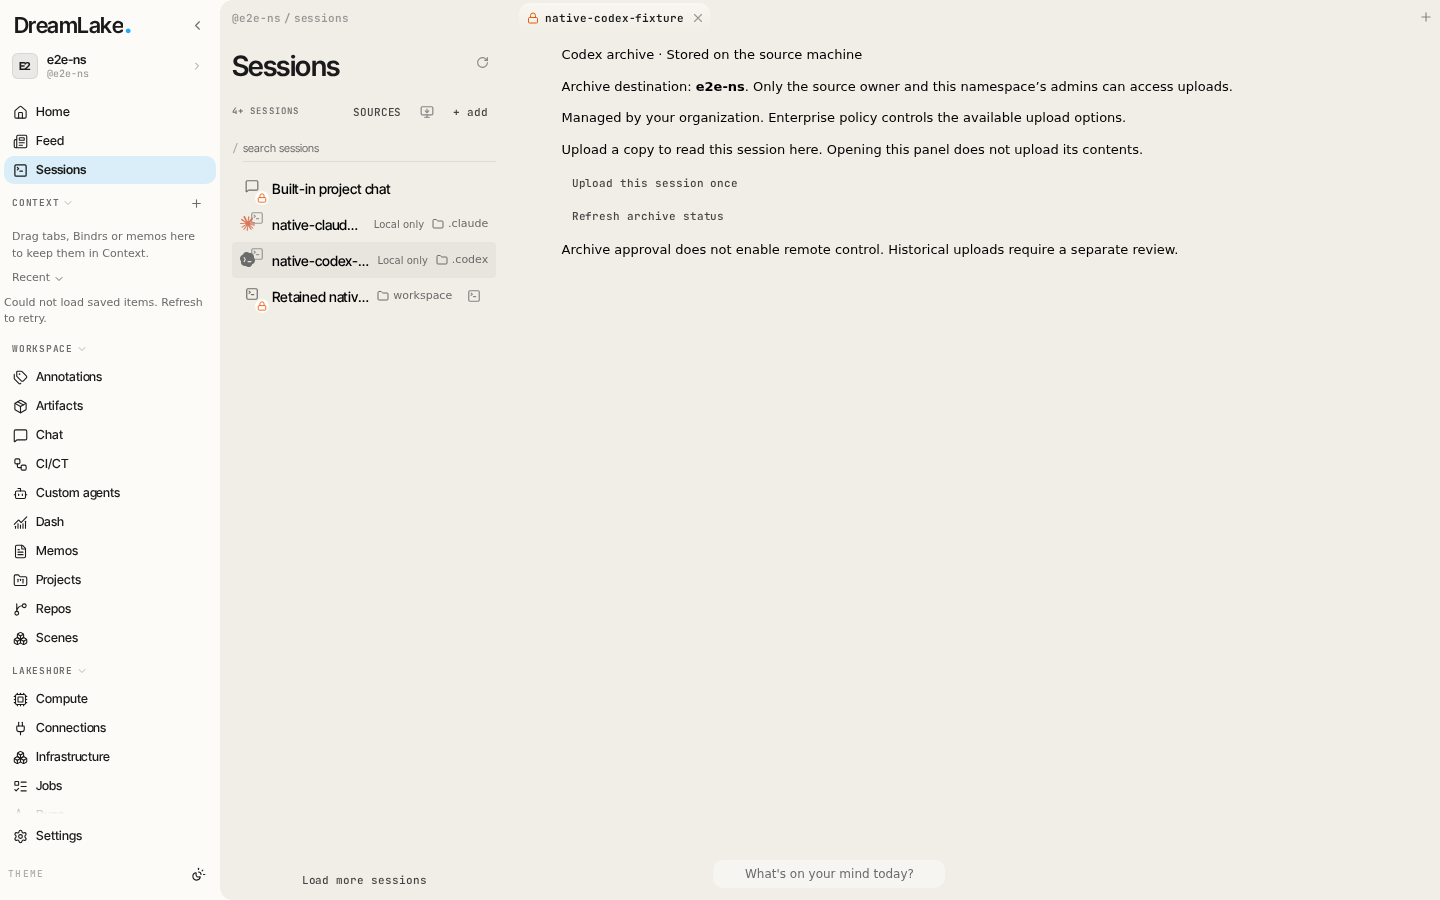 DreamLake.
E2
e2e-ns
@e2e-ns
Home
Feed
Sessions
CONTEXT
Drag tabs, Bindrs or memos here
to keep them in Context.
Recent
Could not load saved items. Refresh
to retry.
WORKSPACE
Annotations
Artifacts
Chat
CI/CT
Custom agents
Dash
Memos
Projects
Repos
Scenes
LAKESHORE
Compute
Connections
Infrastructure
Jobs
Settings
THEME
@e2e-ns / sessions
Sessions
4+ SESSIONS SOURCES + add
/ search sessions
Built-in project chat
native-claud... Local only .claude
native-codex-... Local only .codex
Retained nativ... workspace
Load more sessions
native-codex-fixture
Codex archive · Stored on the source machine
Archive destination: e2e-ns. Only the source owner and this namespace’s admins can access uploads.
Managed by your organization. Enterprise policy controls the available upload options.
Upload a copy to read this session here. Opening this panel does not upload its contents.
Upload this session once
Refresh archive status
Archive approval does not enable remote control. Historical uploads require a separate review.
What's on your mind today?